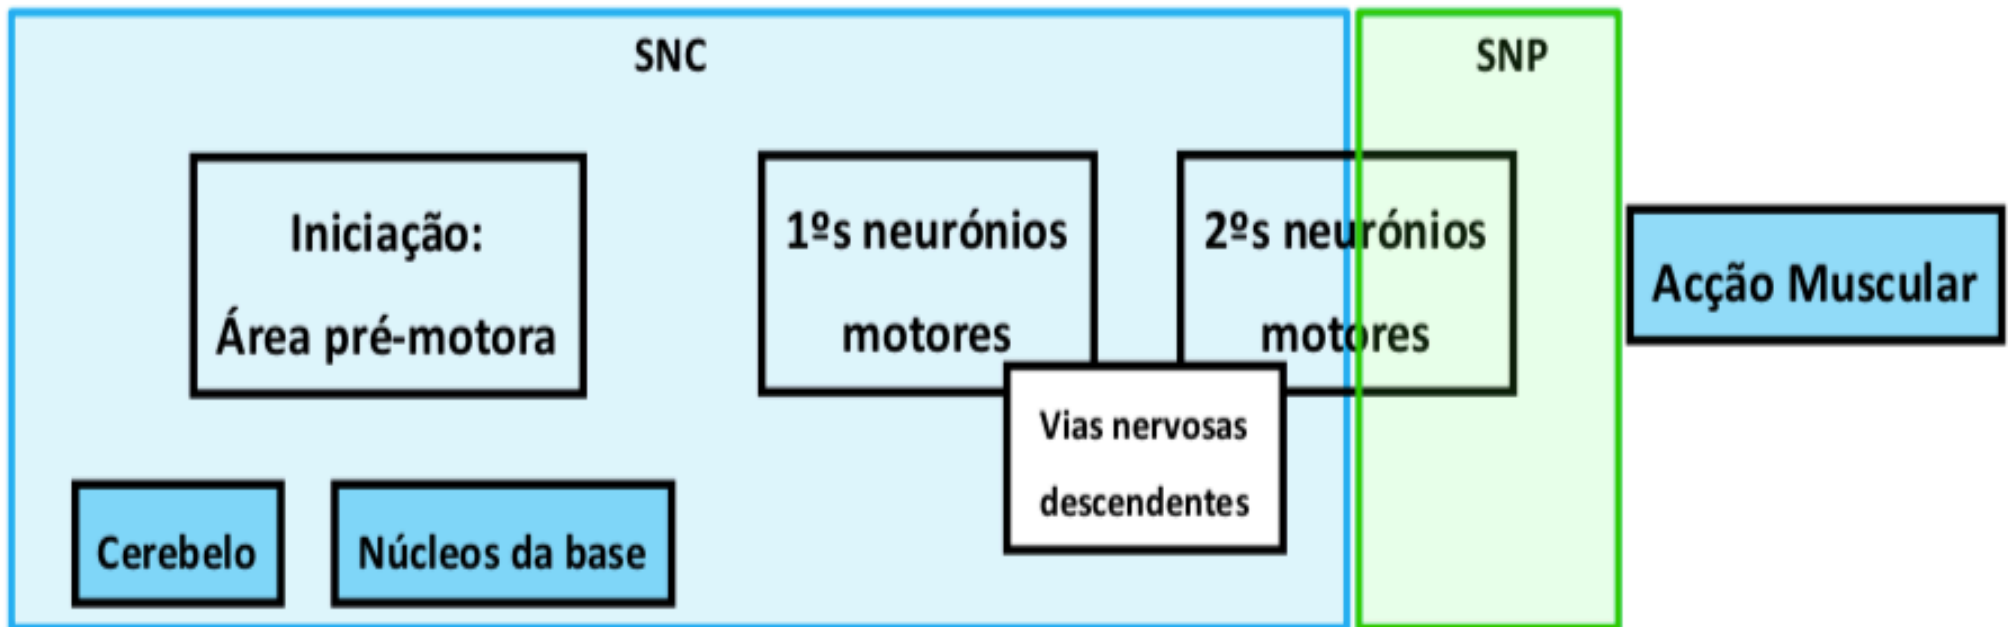 SNC
SNP
Iniciação:
Área pré-motora
1ºs neurónios
motores
2ºs neurónios
motores
Acção Muscular
Vias nervosas
descendentes
Cerebelo
Núcleos da base